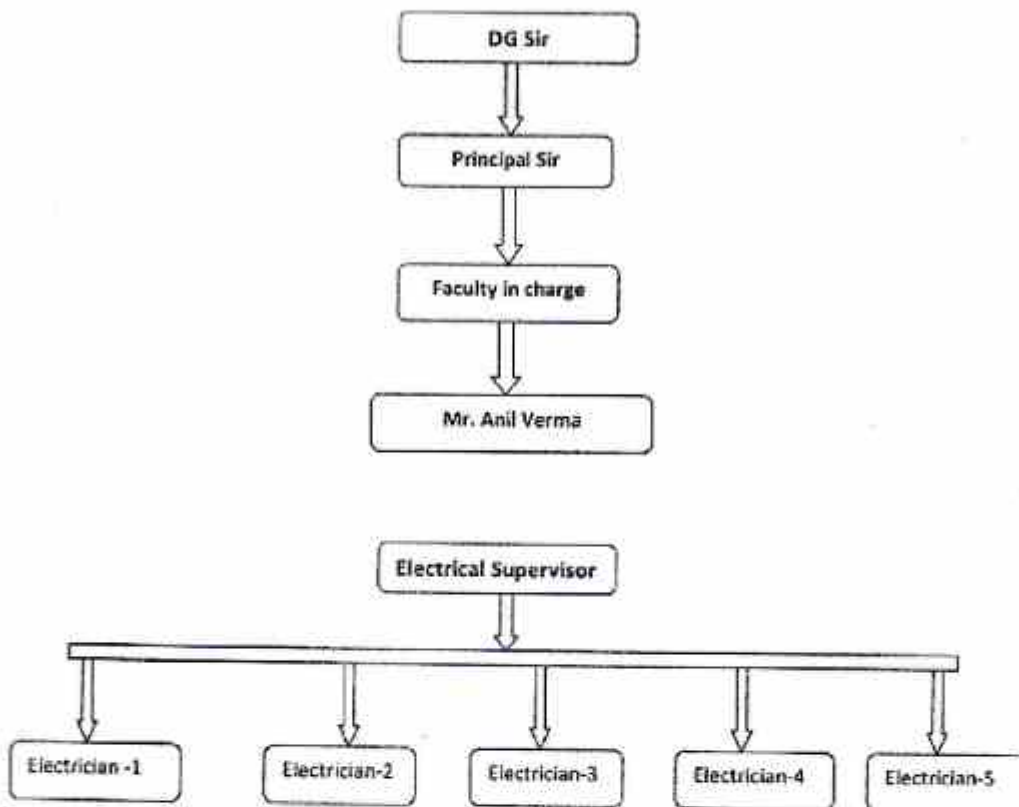 DG Sir
Principal Sir
Faculty in charge
Mr. Anil Verma
Electrical Supervisor
Electrician -1
Electrician-2
Electrician-3
Electrician-4
Electrician-5